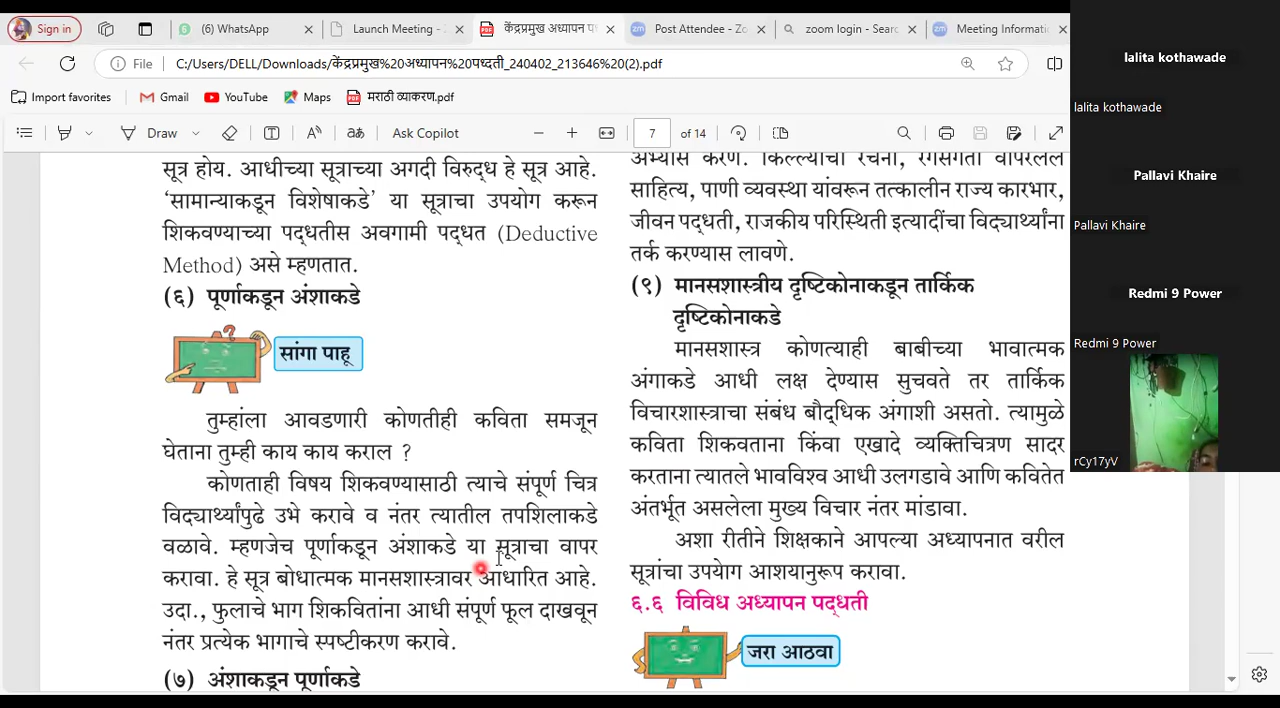 Sign in
(6) WhatsApp
Launch Meeting -
केंद्रप्रमुख अध्यापन प
Post Attendee - Zo
zoom login - Searc
Meeting Informati
File C:/Users/DELL/Downloads/केंद्रप्रमुख%20अध्यापन%20पध्दती_240402_213646%20(2).pdf
Import favorites Gmail YouTube Maps मराठी व्याकरण.pdf
Draw Ask Copilot 7 of 14
सूत्र होय. आधीच्या सूत्राच्या अगदी विरुद्ध हे सूत्र आहे.
‘सामान्याकडून विशेषाकडे’ या सूत्राचा उपयोग करून
शिकवण्याच्या पद्धतीस अवगामी पद्धत (Deductive
Method) असे म्हणतात.
(६) पूर्णाकडून अंशाकडे
सांगा पाहू
तुम्हांला आवडणारी कोणतीही कविता समजून
घेताना तुम्ही काय काय कराल ?
कोणताही विषय शिकवण्यासाठी त्याचे संपूर्ण चित्र
विद्यार्थ्यांपुढे उभे करावे व नंतर त्यातील तपशिलाकडे
वळावे. म्हणजेच पूर्णाकडून अंशाकडे या सूत्राचा वापर
करावा. हे सूत्र बोधात्मक मानसशास्त्रावर आधारित आहे.
उदा., फुलाचे भाग शिकवितांना आधी संपूर्ण फूल दाखवून
नंतर प्रत्येक भागाचे स्पष्टीकरण करावे.
(७) अंशाकडून पूर्णाकडे
अभ्यास करणे. किल्ल्यांची रचना, रंगसंगती वापरलेले
साहित्य, पाणी व्यवस्था यांवरून तत्कालीन राज्य कारभार,
जीवन पद्धती, राजकीय परिस्थिती इत्यादींचा विद्यार्थ्यांना
तर्क करण्यास लावणे.
(९) मानसशास्त्रीय दृष्टिकोनाकडून तार्किक
दृष्टिकोनाकडे
मानसशास्त्र कोणत्याही बाबीच्या भावात्मक
अंगाकडे आधी लक्ष देण्यास सुचवते तर तार्किक
विचारशास्त्राचा संबंध बौद्धिक अंगाशी असतो. त्यामुळे
कविता शिकवताना किंवा एखादे व्यक्तिचित्रण सादर
करताना त्यातले भावविश्व आधी उलगडावे आणि कवितेत
अंतर्भूत असलेला मुख्य विचार नंतर मांडावा.
अशा रीतीने शिक्षकाने आपल्या अध्यापनात वरील
सूत्रांचा उपयोग आशयानुरूप करावा.
६.६ विविध अध्यापन पद्धती
जरा आठवा
lalita kothawade
lalita kothawade
Pallavi Khaire
Pallavi Khaire
Redmi 9 Power
Redmi 9 Power
rCy17yV